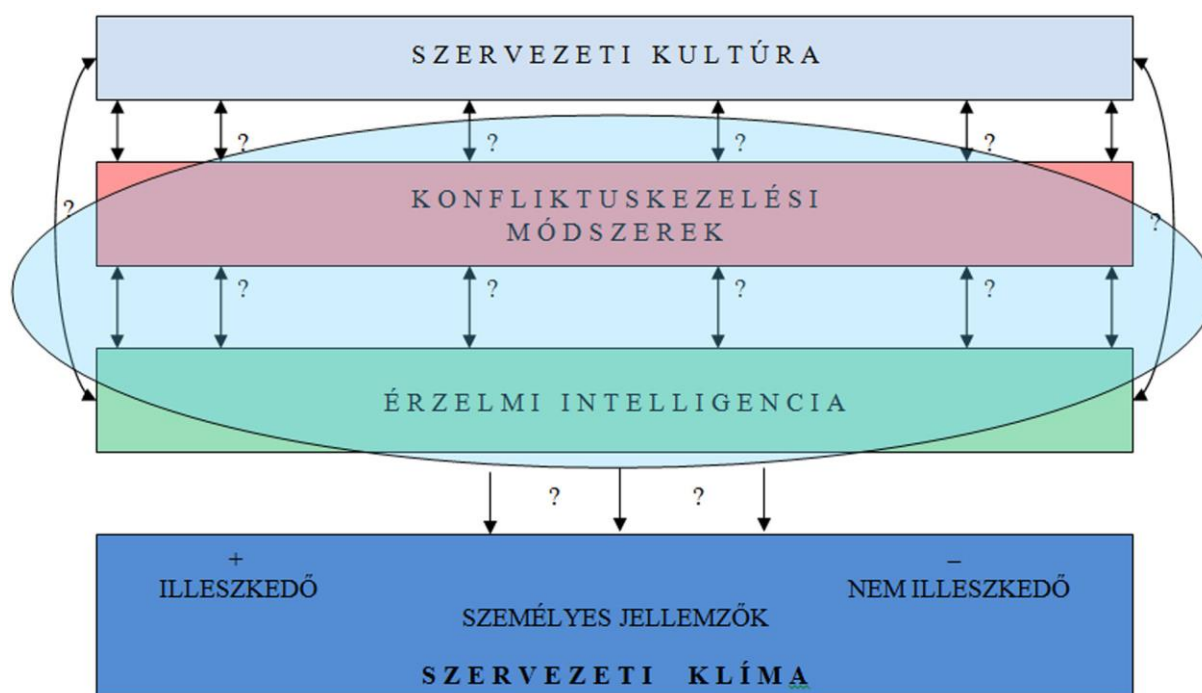 SZERVEZETI KULTÚRA
? ? ? ?
? ?
KONFLIKTUSKEZELÉSI
MÓDSZEREK
? ? ? ?
ÉRZELMI INTELLIGENCIA
? ?
+ –
ILLESZKEDŐ NEM ILLESZKEDŐ
SZEMÉLYES JELLEMZŐK
SZERVEZETI KLÍMA